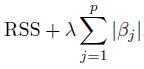 RSS + λ ∑_{j=1}^{p} |β_j|.